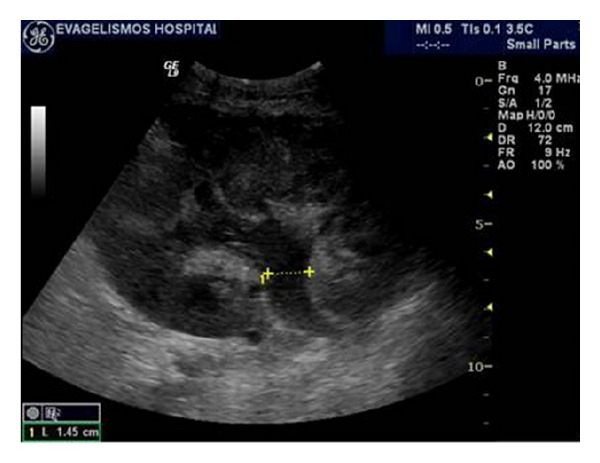 EVAGELISMOS HOSPITAL
MI 0.5 TIs 0.1 3.5C
--:--:-- Small Parts
GE
L9
B
Frq 4.0 MHz
Gn 17
S/A 1/2
Map H/0/0
D 12.0 cm
DR 72
FR 9 Hz
AO 100 %
0
5
10
1
1 L 1.45 cm